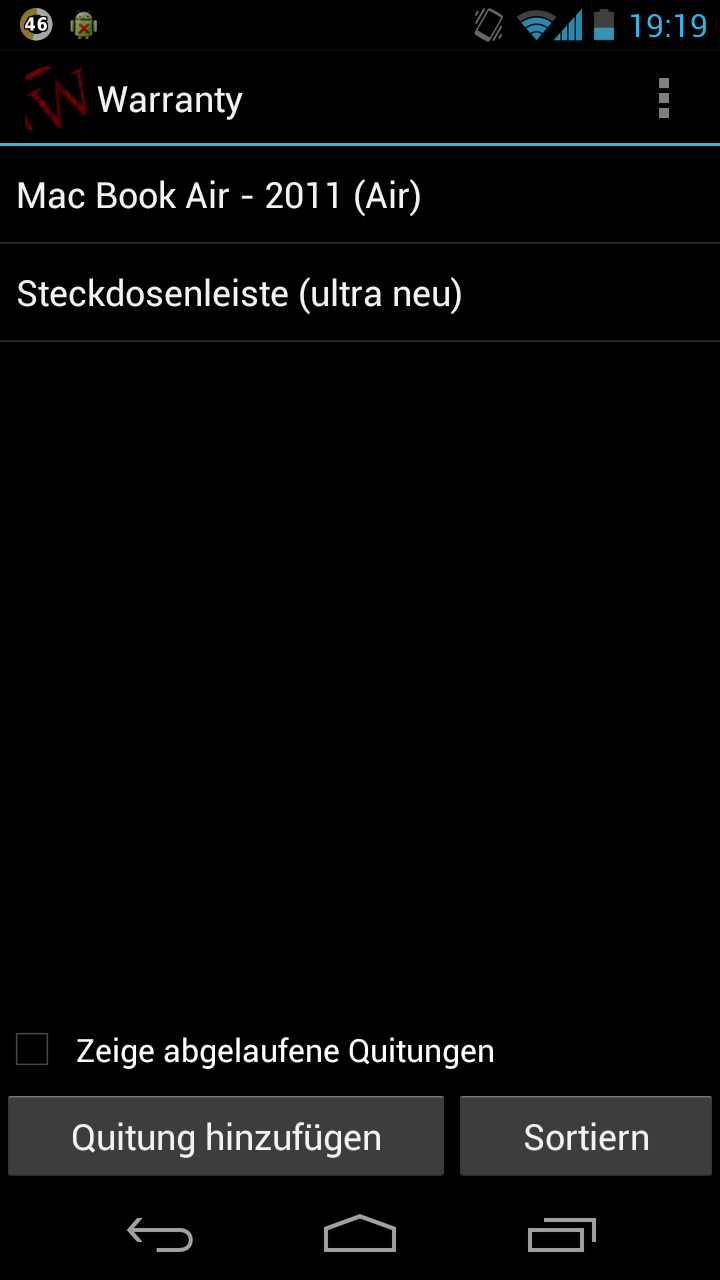 46
19:19
W Warranty
Mac Book Air - 2011 (Air)
Steckdosenleiste (ultra neu)
Zeige abgelaufene Quitungen
Quitung hinzufügen
Sortiern